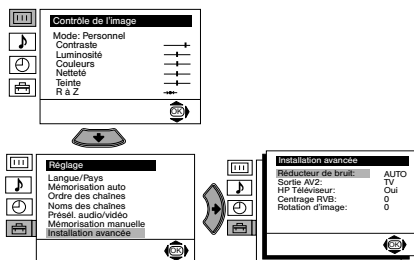 Contrôle de l'image
Mode: Personnel
Contraste
Luminosité
Couleurs
Netteté
Teinte
R à Z
OK
Réglage
Langue/Pays
Mémorisation auto
Ordre des chaînes
Noms des chaînes
Présél. audio/vidéo
Mémorisation manuelle
Installation avancée
OK
Installation avancée
Réducteur de bruit: AUTO
Sortie AV2: TV
HP Téléviseur: Oui
Centrage RVB: 0
Rotation d'image: 0
OK